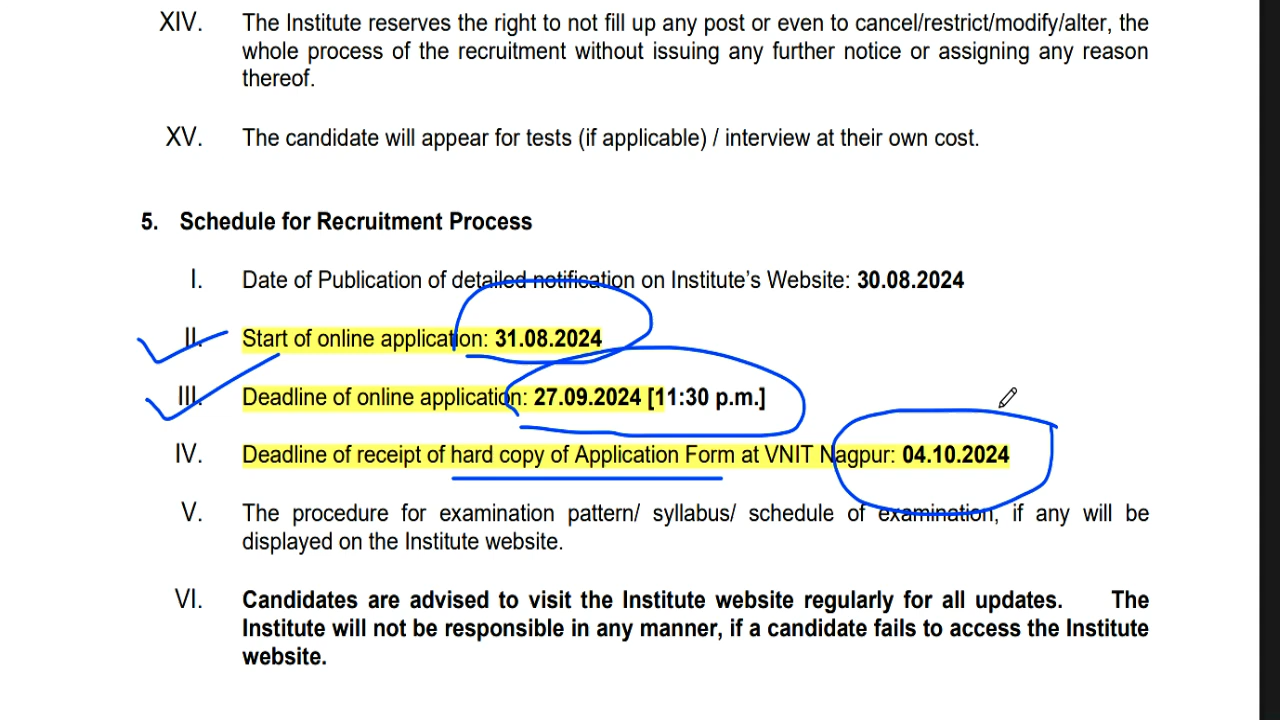 XIV. The Institute reserves the right to not fill up any post or even to cancel/restrict/modify/alter, the
whole process of the recruitment without issuing any further notice or assigning any reason
thereof.
XV. The candidate will appear for tests (if applicable) / interview at their own cost.
5. Schedule for Recruitment Process
I. Date of Publication of detailed notification on Institute's Website: 30.08.2024
II. Start of online application: 31.08.2024
III. Deadline of online application: 27.09.2024 [11:30 p.m.]
IV. Deadline of receipt of hard copy of Application Form at VNIT Nagpur: 04.10.2024
V. The procedure for examination pattern/ syllabus/ schedule of examination, if any will be
displayed on the Institute website.
VI. Candidates are advised to visit the Institute website regularly for all updates. The
Institute will not be responsible in any manner, if a candidate fails to access the Institute
website.